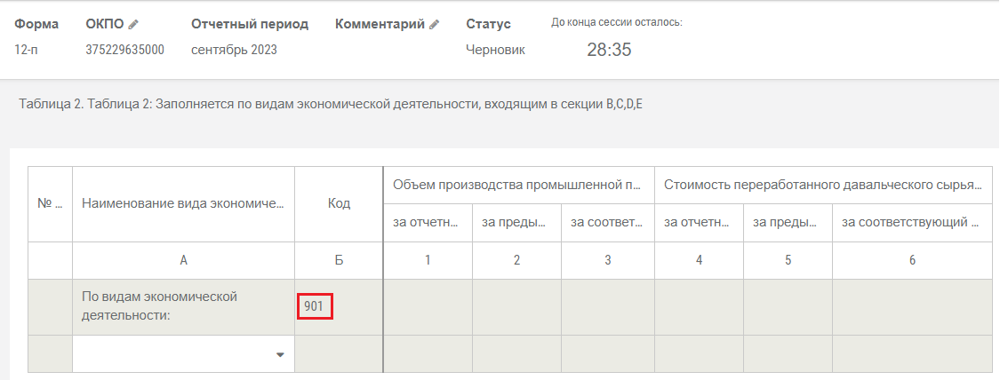 Форма ОКПО Отчетный период Комментарий Статус До конца сессии осталось:
12-п 375229635000 сентябрь 2023 Черновик 28:35
Таблица 2. Таблица 2: Заполняется по видам экономической деятельности, входящим в секции B,C,D,E
№ ... Наименование вида экономиче... Код Объем производства промышленной п... Стоимость переработанного давальческого сырья...
за отчетн... за преды... за соответ... за отчетн... за преды... за соответствующий ...
А Б 1 2 3 4 5 6
По видам экономической
деятельности:
901